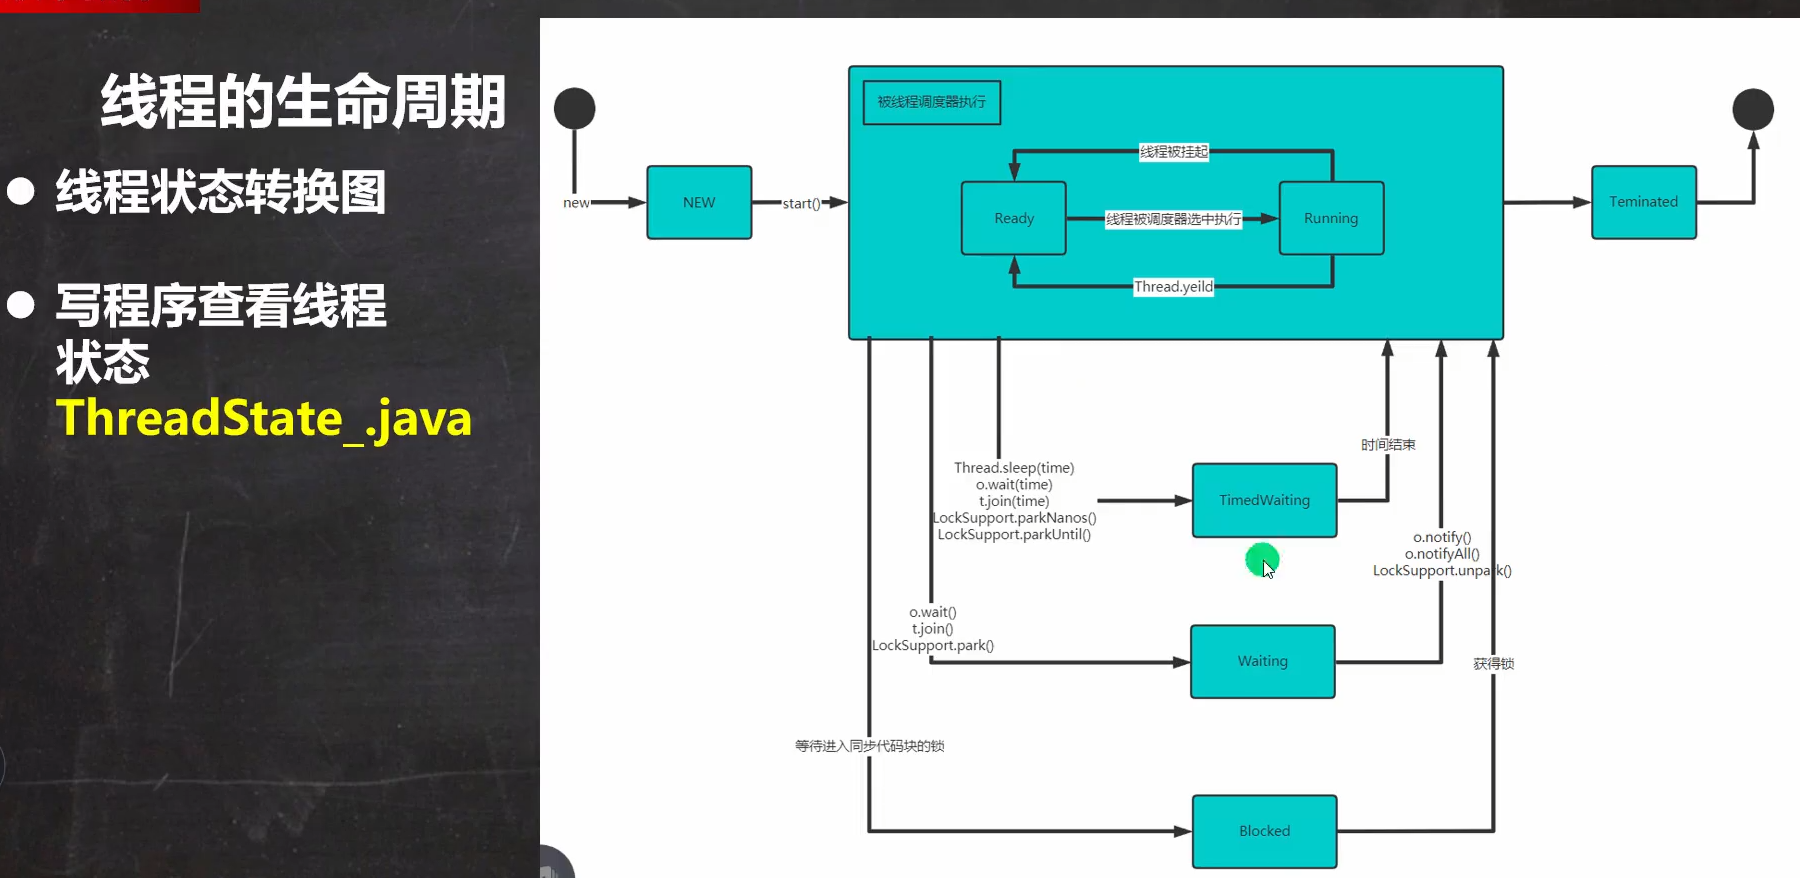 线程的生命周期
线程状态转换图
写程序查看线程
状态
ThreadState_.java
被线程调度器执行
线程被挂起
new
NEW
start()
Ready
线程被调度器选中执行
Running
Teminated
Thread.yeild
时间结束
Thread.sleep(time)
o.wait(time)
t.join(time)
LockSupport.parkNanos()
LockSupport.parkUntil()
TimedWaiting
o.notify()
o.notifyAll()
LockSupport.unpark()
o.wait()
t.join()
LockSupport.park()
Waiting
获得锁
等待进入同步代码块的锁
Blocked